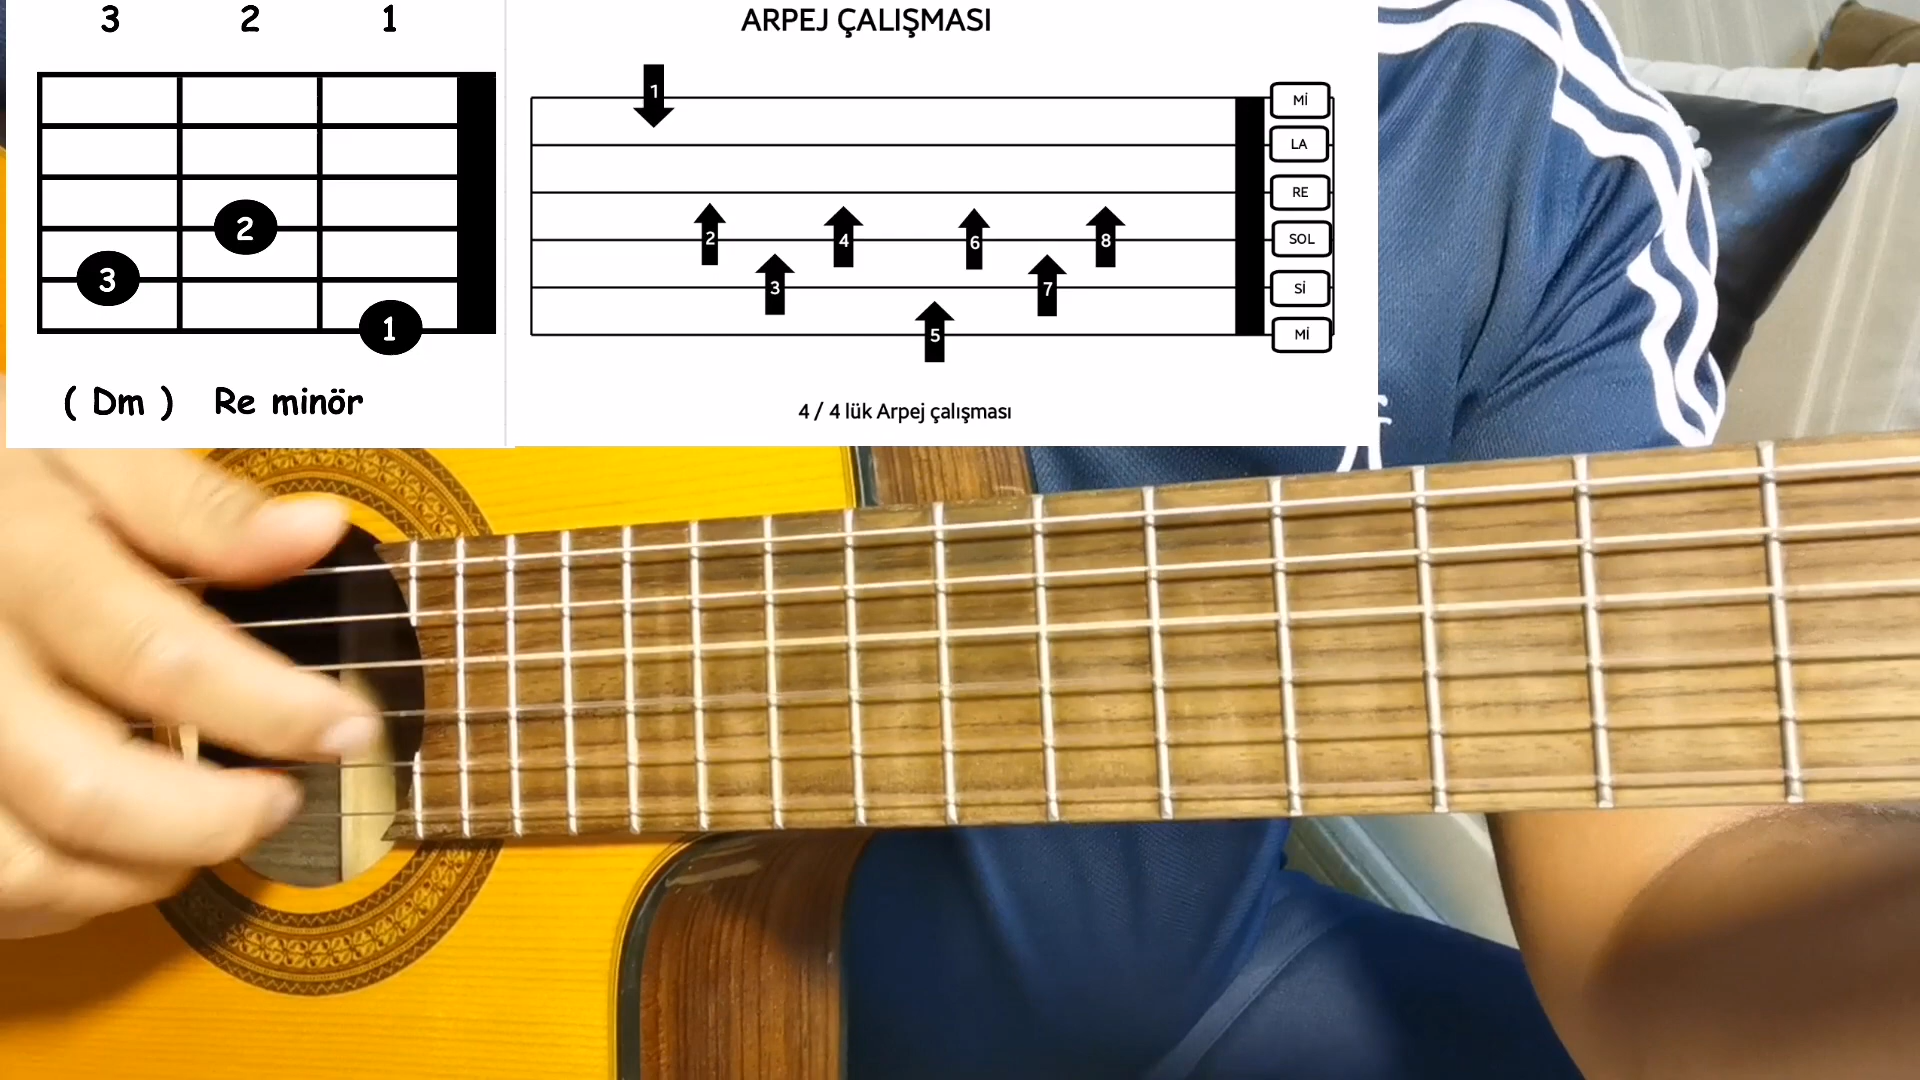 3 2 1
2
3
1
( Dm ) Re minör
ARPEJ ÇALIŞMASI
1
2
3
4
5
6
7
8
Mİ
LA
RE
SOL
Sİ
Mİ
4 / 4 lük Arpej çalışması